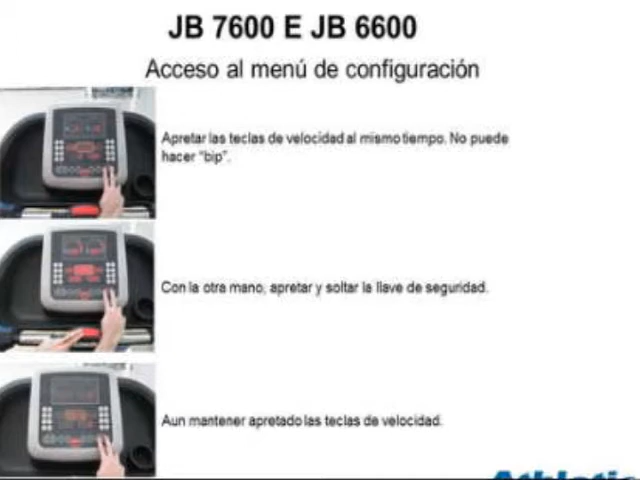 JB 7600 E JB 6600
Acceso al menú de configuración
Apretar las teclas de velocidad al mismo tiempo. No puede
hacer "bip".
Con la otra mano, apretar y soltar la llave de seguridad.
Aun mantener apretado las teclas de velocidad.